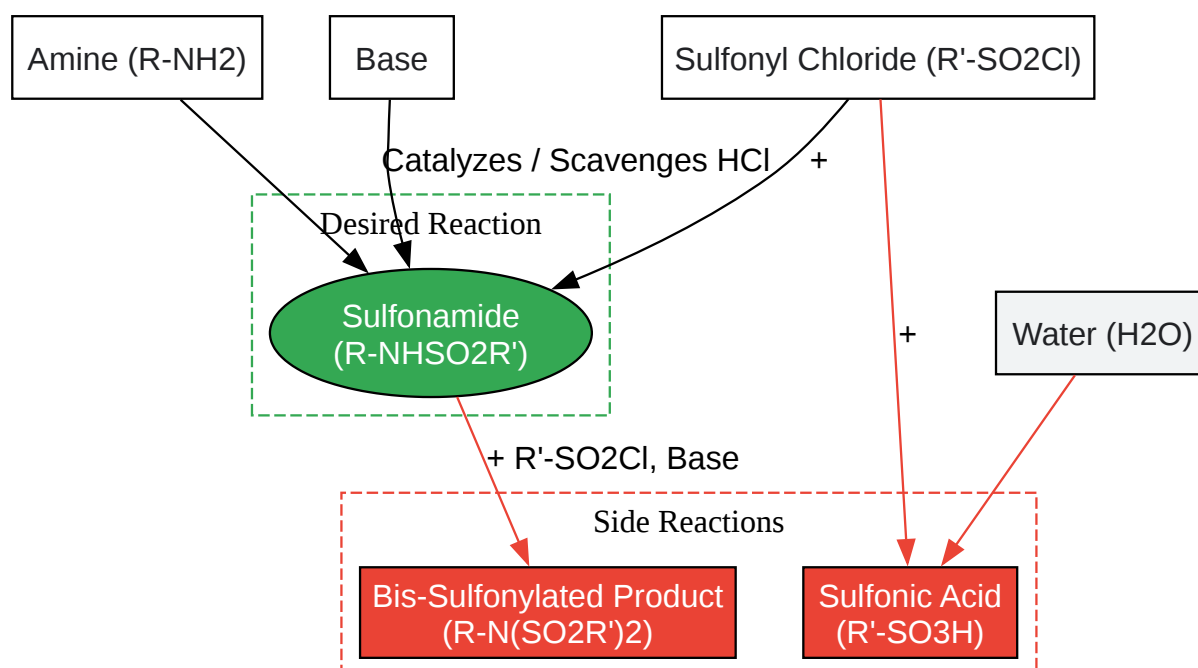 Amine (R-NH2)
Base
Sulfonyl Chloride (R'-SO2Cl)
Catalyzes / Scavenges HCl
+
Desired Reaction
Sulfonamide
(R-NHSO2R')
+
Water (H2O)
+ R'-SO2Cl, Base
Side Reactions
Bis-Sulfonylated Product
(R-N(SO2R')2)
Sulfonic Acid
(R'-SO3H)